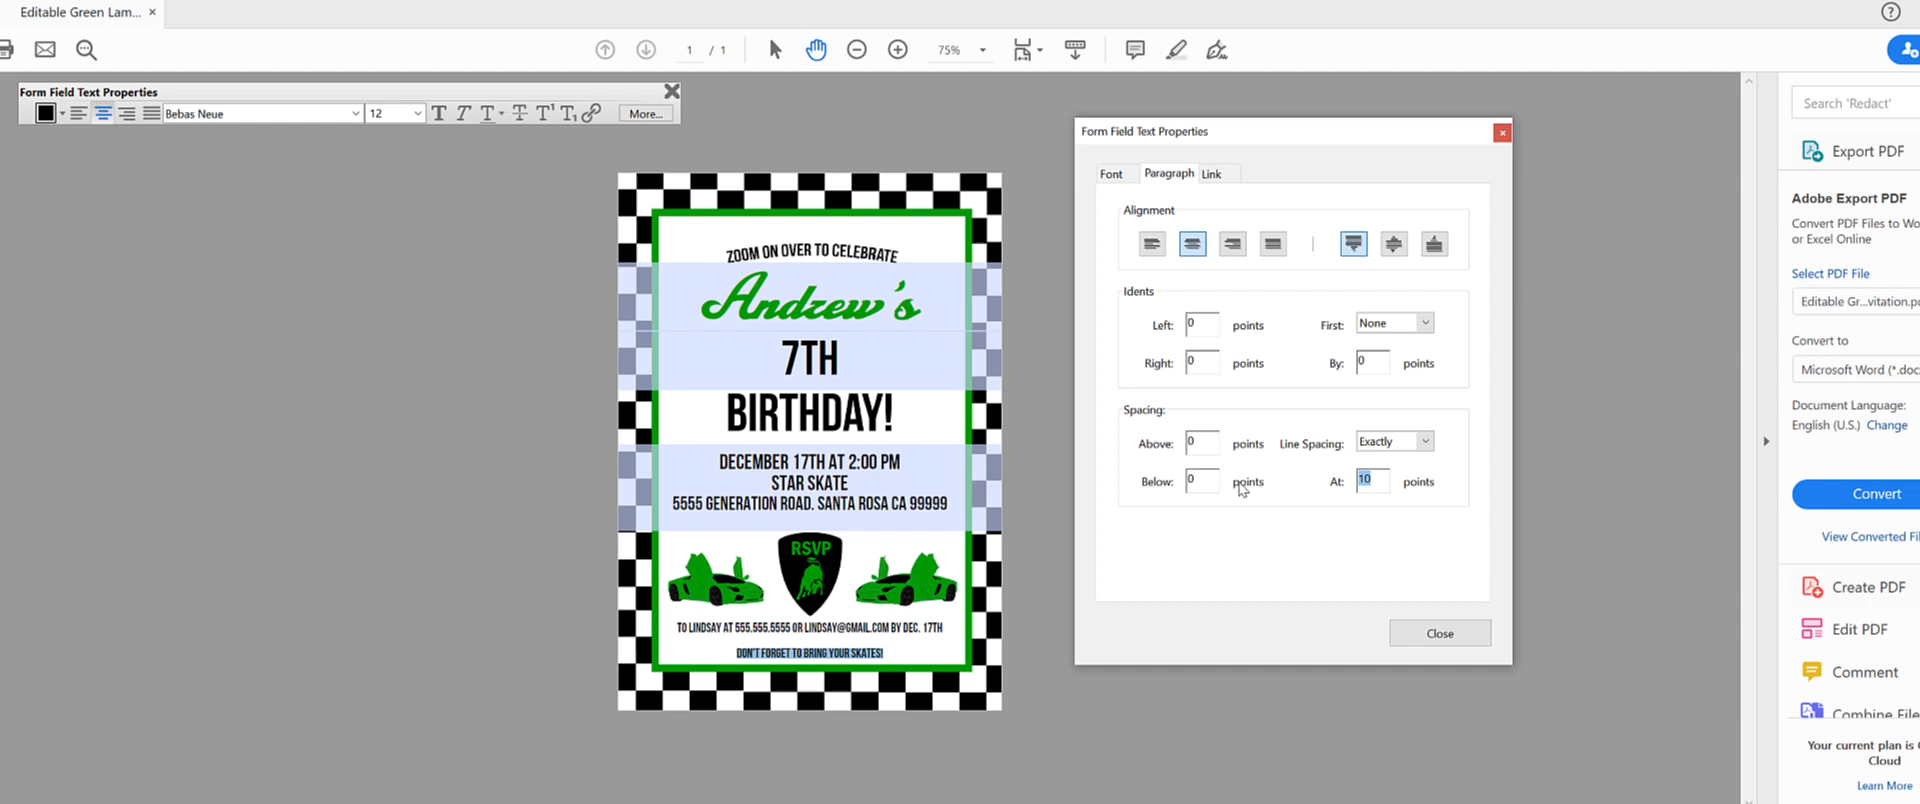 Editable Green Lam... ×
1 / 1
75%
Form Field Text Properties
Bebas Neue
12
More...
ZOOM ON OVER TO CELEBRATE
Andrew's
7TH
BIRTHDAY!
DECEMBER 17TH AT 2:00 PM
STAR SKATE
5555 GENERATION ROAD. SANTA ROSA CA 99999
RSVP
TO LINDSAY AT 555.555.5555 OR LINDSAY@GMAIL.COM BY DEC. 17TH
DON'T FORGET TO BRING YOUR SKATES!
Form Field Text Properties
Font Paragraph Link
Alignment
Idents
Left: 0 points First: None
Right: 0 points By: 0 points
Spacing:
Above: 0 points Line Spacing: Exactly
Below: 0 points At: 10 points
Close
Search 'Redact'
Export PDF
Adobe Export PDF
Convert PDF Files to Wo
or Excel Online
Select PDF File
Editable Gr...vitation.p
Convert to
Microsoft Word (*.doc
Document Language:
English (U.S.) Change
Convert
View Converted Fil
Create PDF
Edit PDF
Comment
Combine File
Your current plan is
Cloud
Learn More